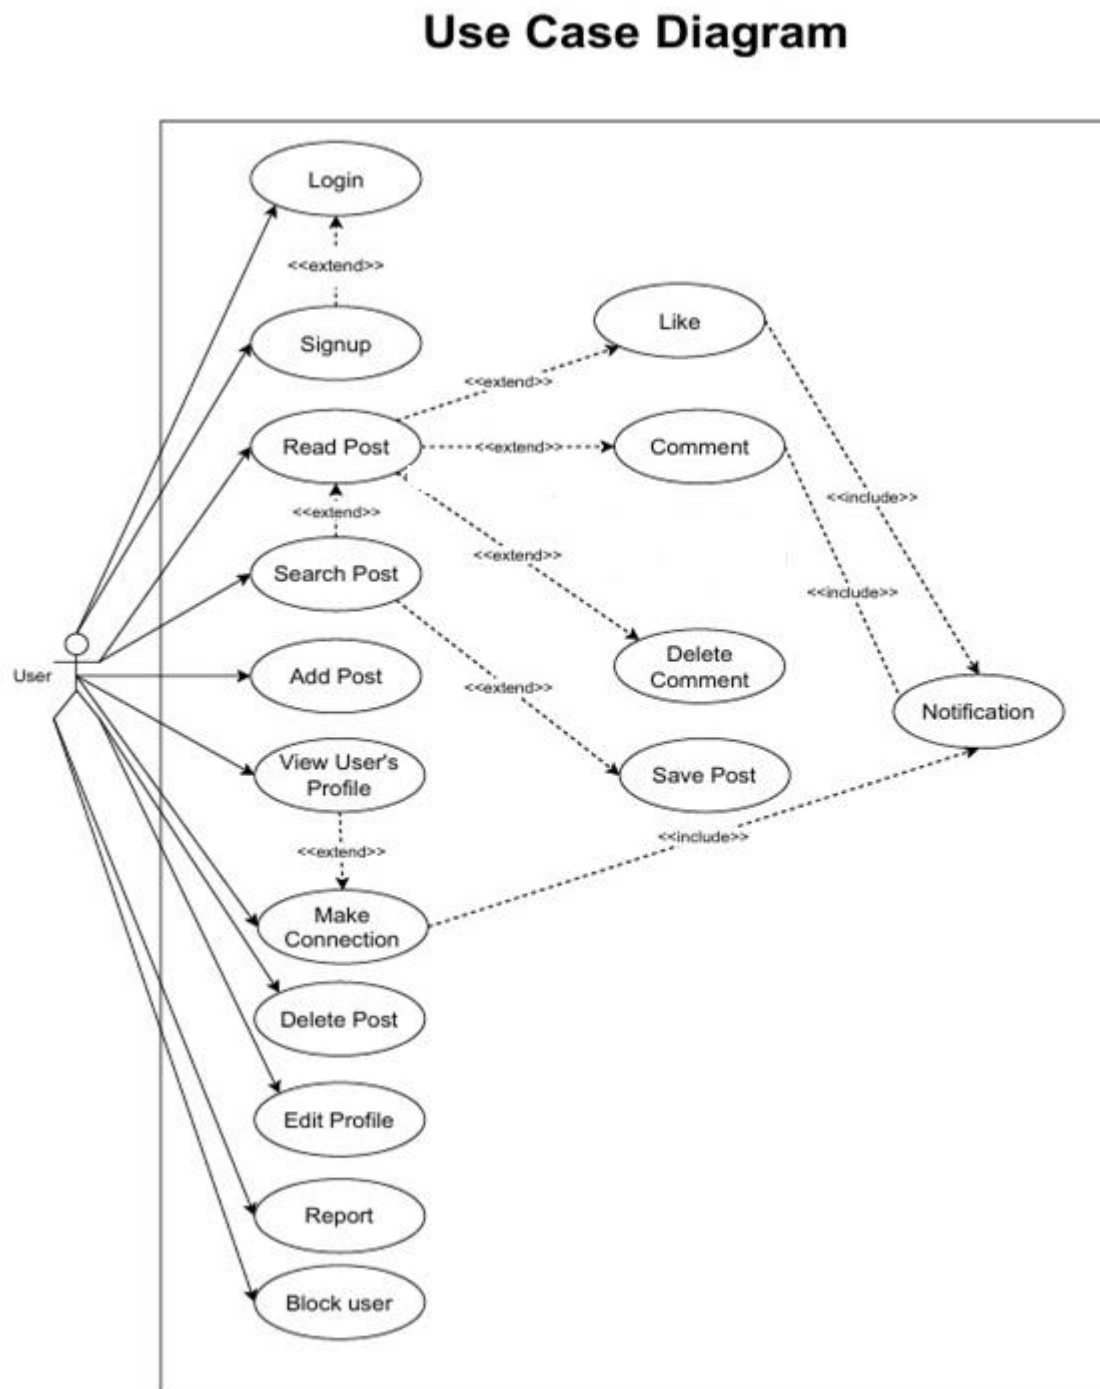 Use Case Diagram
Login
<<extend>>
Signup
Like
<<extend>>
Read Post
<<extend>>
Comment
<<include>>
<<extend>>
<<extend>>
Search Post
<<include>>
User
Add Post
Delete
Comment
<<extend>>
Notification
View User's
Profile
Save Post
<<include>>
<<extend>>
Make
Connection
Delete Post
Edit Profile
Report
Block user